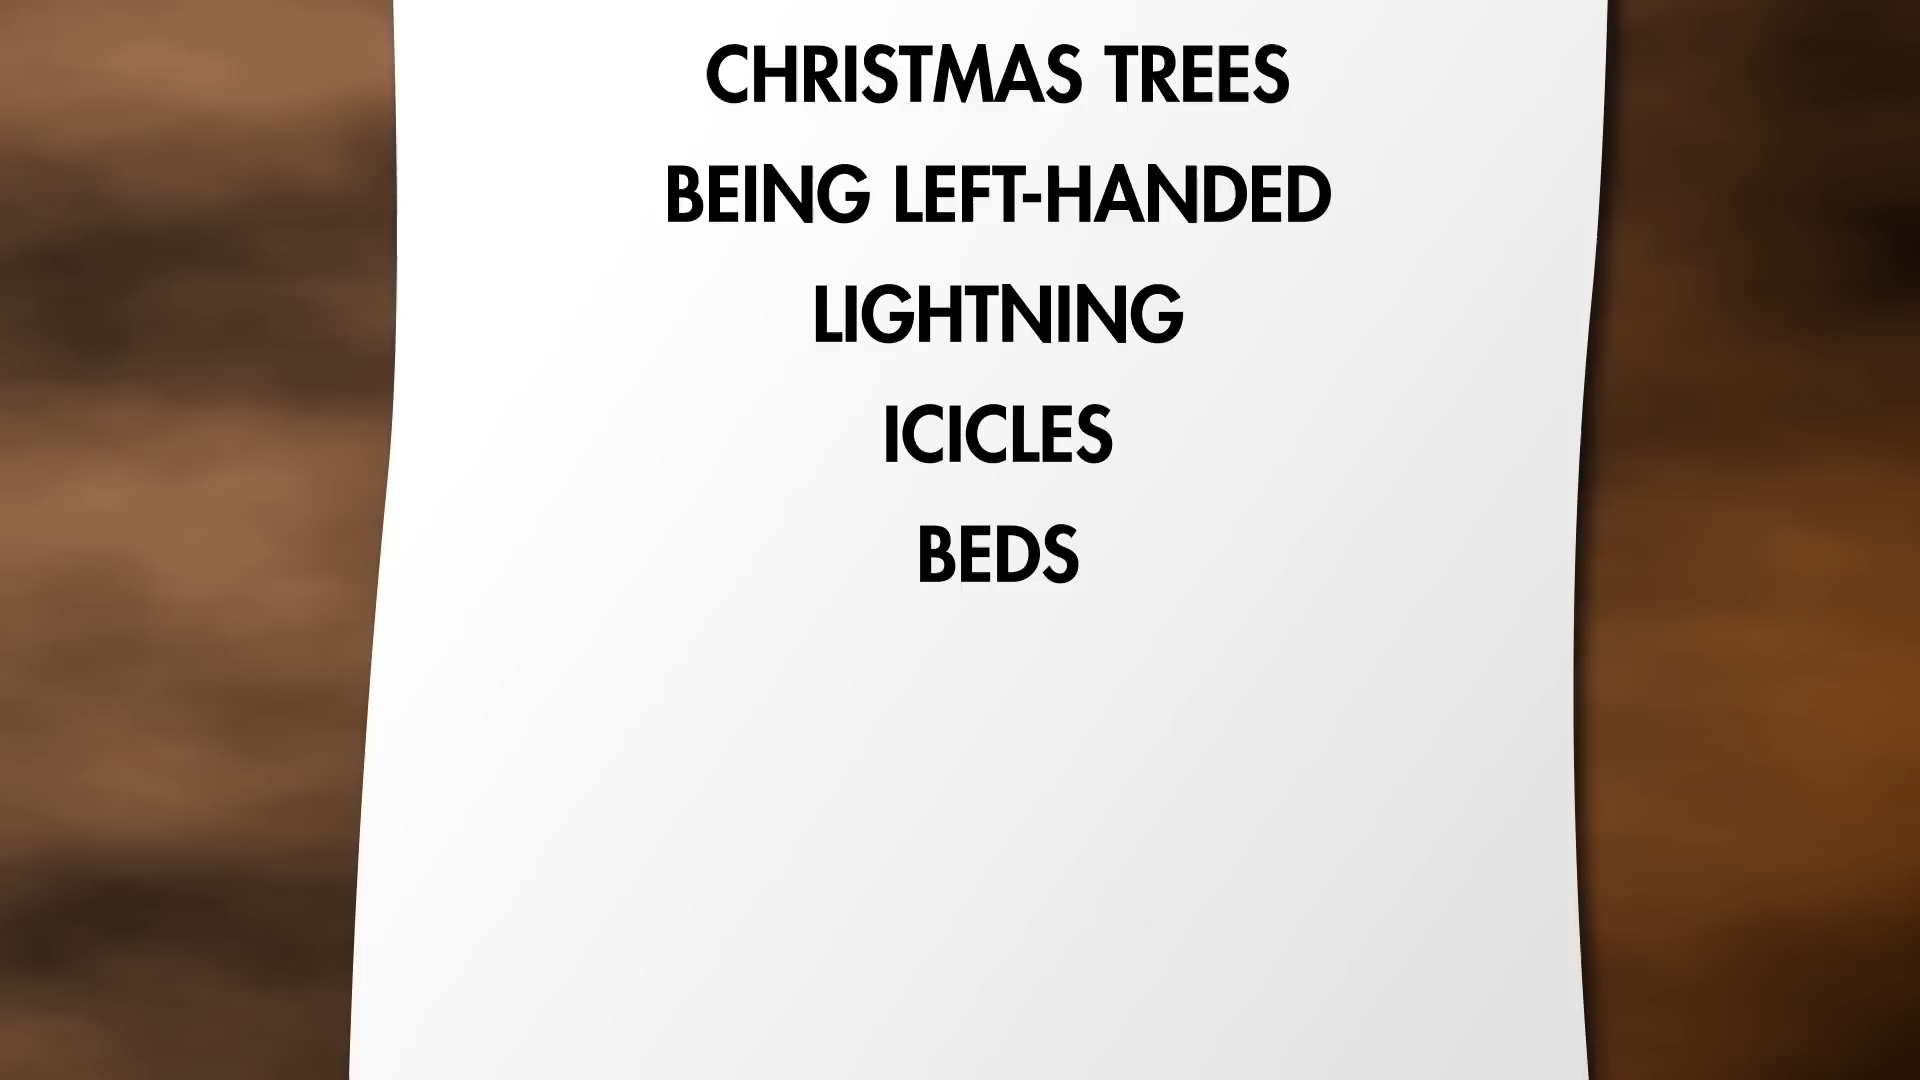 CHRISTMAS TREES
BEING LEFT-HANDED
LIGHTNING
ICICLES
BEDS